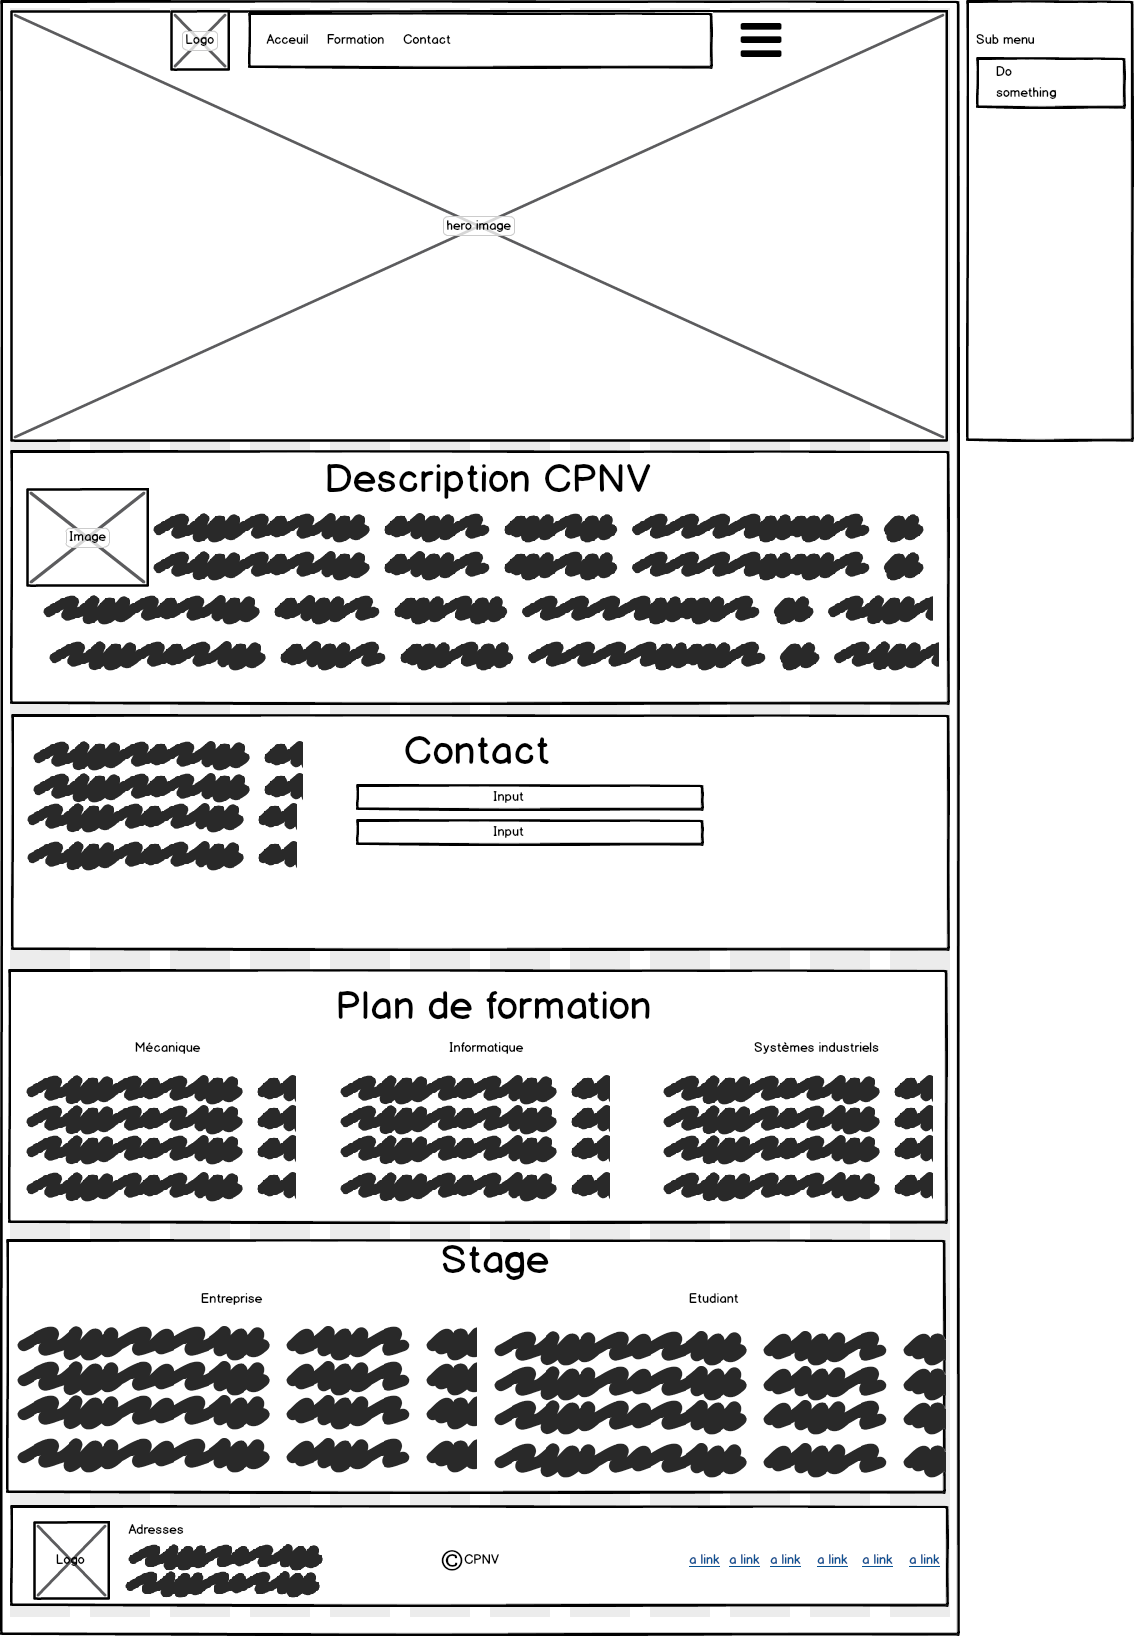 Logo
Acceuil Formation Contact
Sub menu
Do
something
hero image
Description CPNV
Image
Contact
Input
Input
Plan de formation
Mécanique Informatique Systèmes industriels
Stage
Entreprise Etudiant
Adresses
Logo
© CPNV
a link a link a link a link a link a link